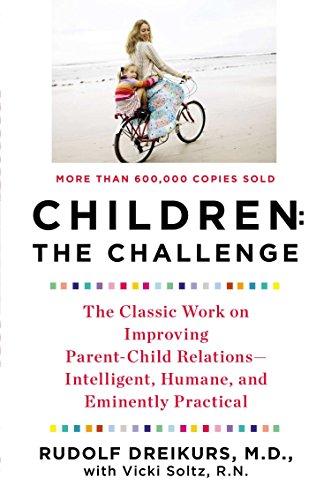 MORE THAN 600,000 COPIES SOLD
CHILDREN:
THE CHALLENGE
The Classic Work on
Improving
Parent-Child Relations—
Intelligent, Humane, and
Eminently Practical
RUDOLF DREIKURS, M.D.,
with Vicki Soltz, R.N.